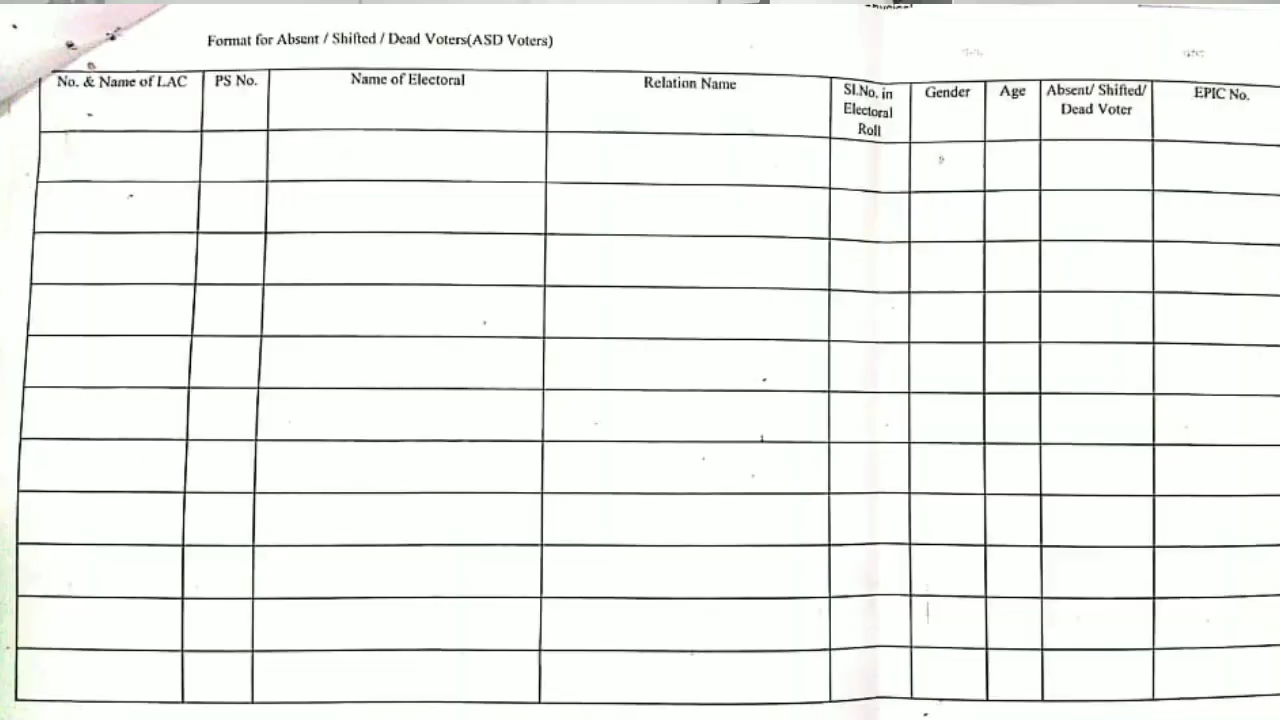 Format for Absent / Shifted / Dead Voters(ASD Voters)
No. & Name of LAC
PS No.
Name of Electoral
Relation Name
Sl.No. in
Electoral
Roll
Gender
Age
Absent/ Shifted/
Dead Voter
EPIC No.